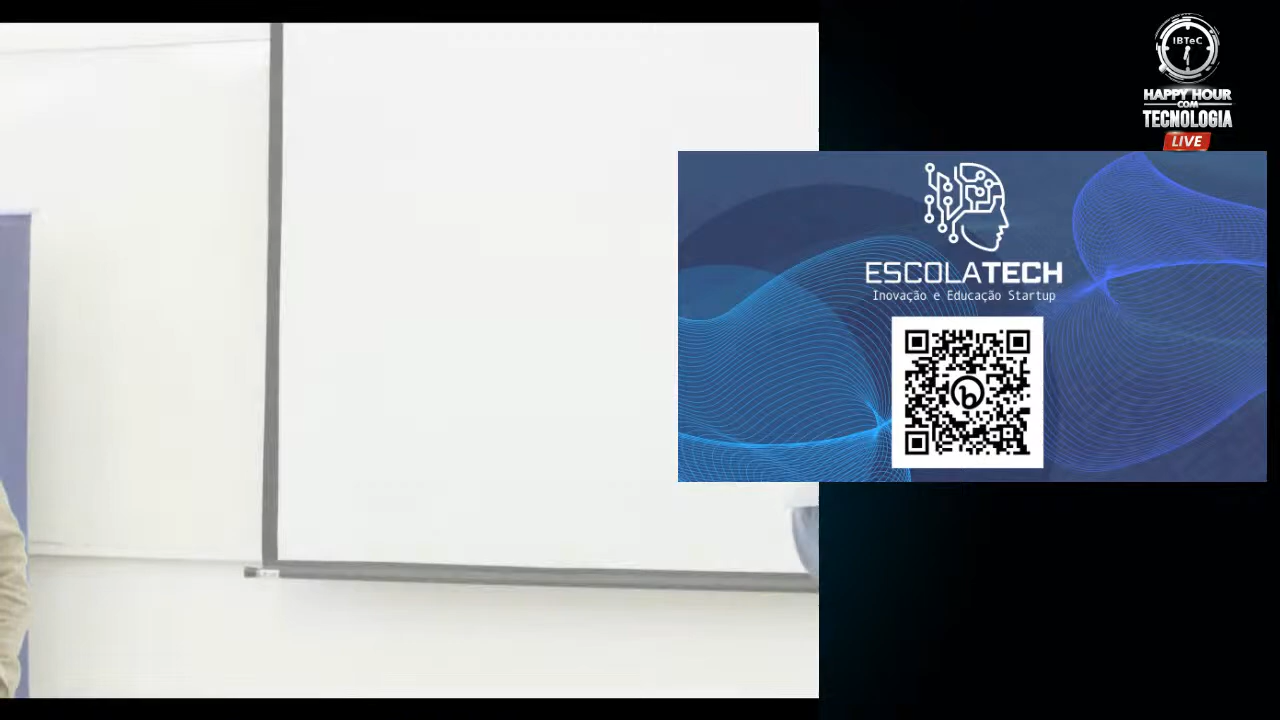 IBTeC
HAPPY HOUR
COM
TECNOLOGIA
LIVE
ESCOLATECH
Inovação e Educação Startup